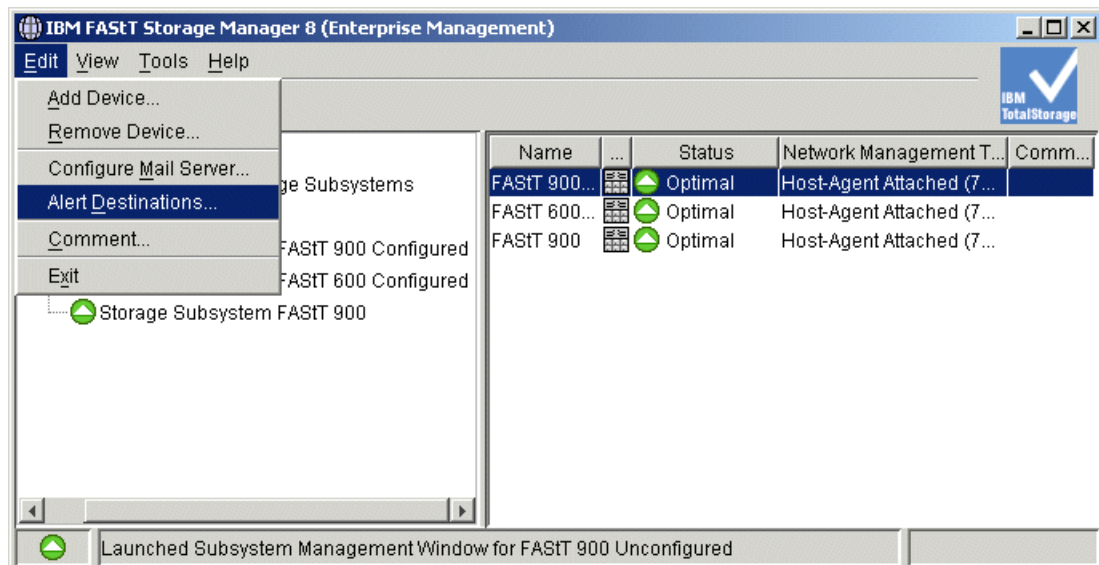 IBM FAStT Storage Manager 8 (Enterprise Management)
Edit View Tools Help
IBM
TotalStorage
Add Device...
Remove Device...
Configure Mail Server...
Alert Destinations...
Comment...
Exit
ge Subsystems
FAStT 900 Configured
FAStT 600 Configured
Storage Subsystem FAStT 900
Name ... Status Network Management T... Comm...
FAStT 900... Optimal Host-Agent Attached (7...
FAStT 600... Optimal Host-Agent Attached (7...
FAStT 900 Optimal Host-Agent Attached (7...
Launched Subsystem Management Window for FAStT 900 Unconfigured